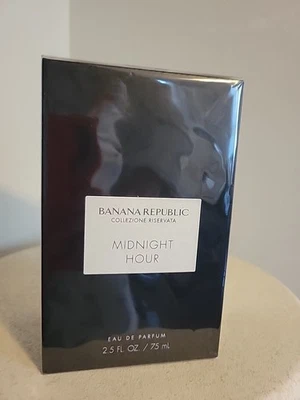 BANANA REPUBLIC
COLLEZIONE RISERVATA
MIDNIGHT
HOUR
EAU DE PARFUM
2.5 FL. OZ. / 75 mL